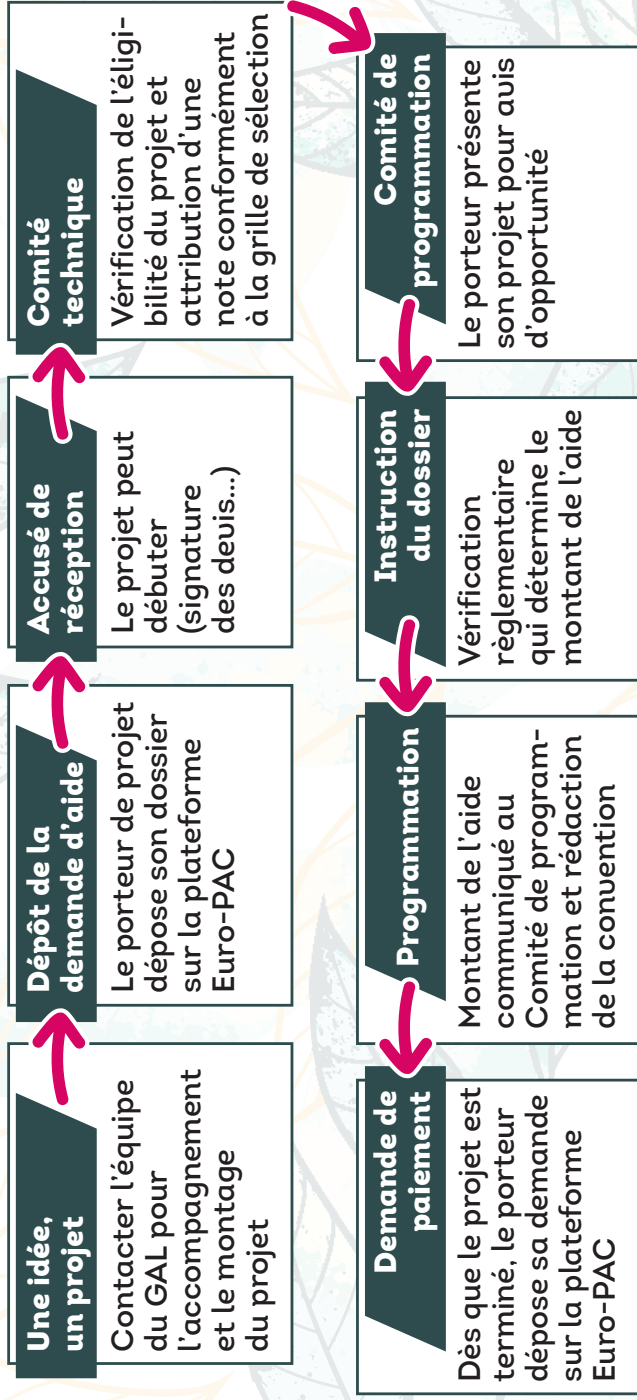 Une idée,
un projet
Contacter l'équipe
du GAL pour
l'accompagnement
et le montage
du projet
Dépôt de la
demande d'aide
Le porteur de projet
dépose son dossier
sur la plateforme
Euro-PAC
Accusé de
réception
Le projet peut
débuter
(signature
des devis...)
Comité
technique
Vérification de l'éligi-
bilité du projet et
attribution d'une
note conformément
à la grille de sélection
Comité de
programmation
Le porteur présente
son projet pour avis
d'opportunité
Instruction
du dossier
Vérification
règlementaire
qui détermine le
montant de l'aide
Programmation
Montant de l'aide
communiqué au
Comité de program-
mation et rédaction
de la convention
Demande de
paiement
Dès que le projet est
terminé, le porteur
dépose sa demande
sur la plateforme
Euro-PAC